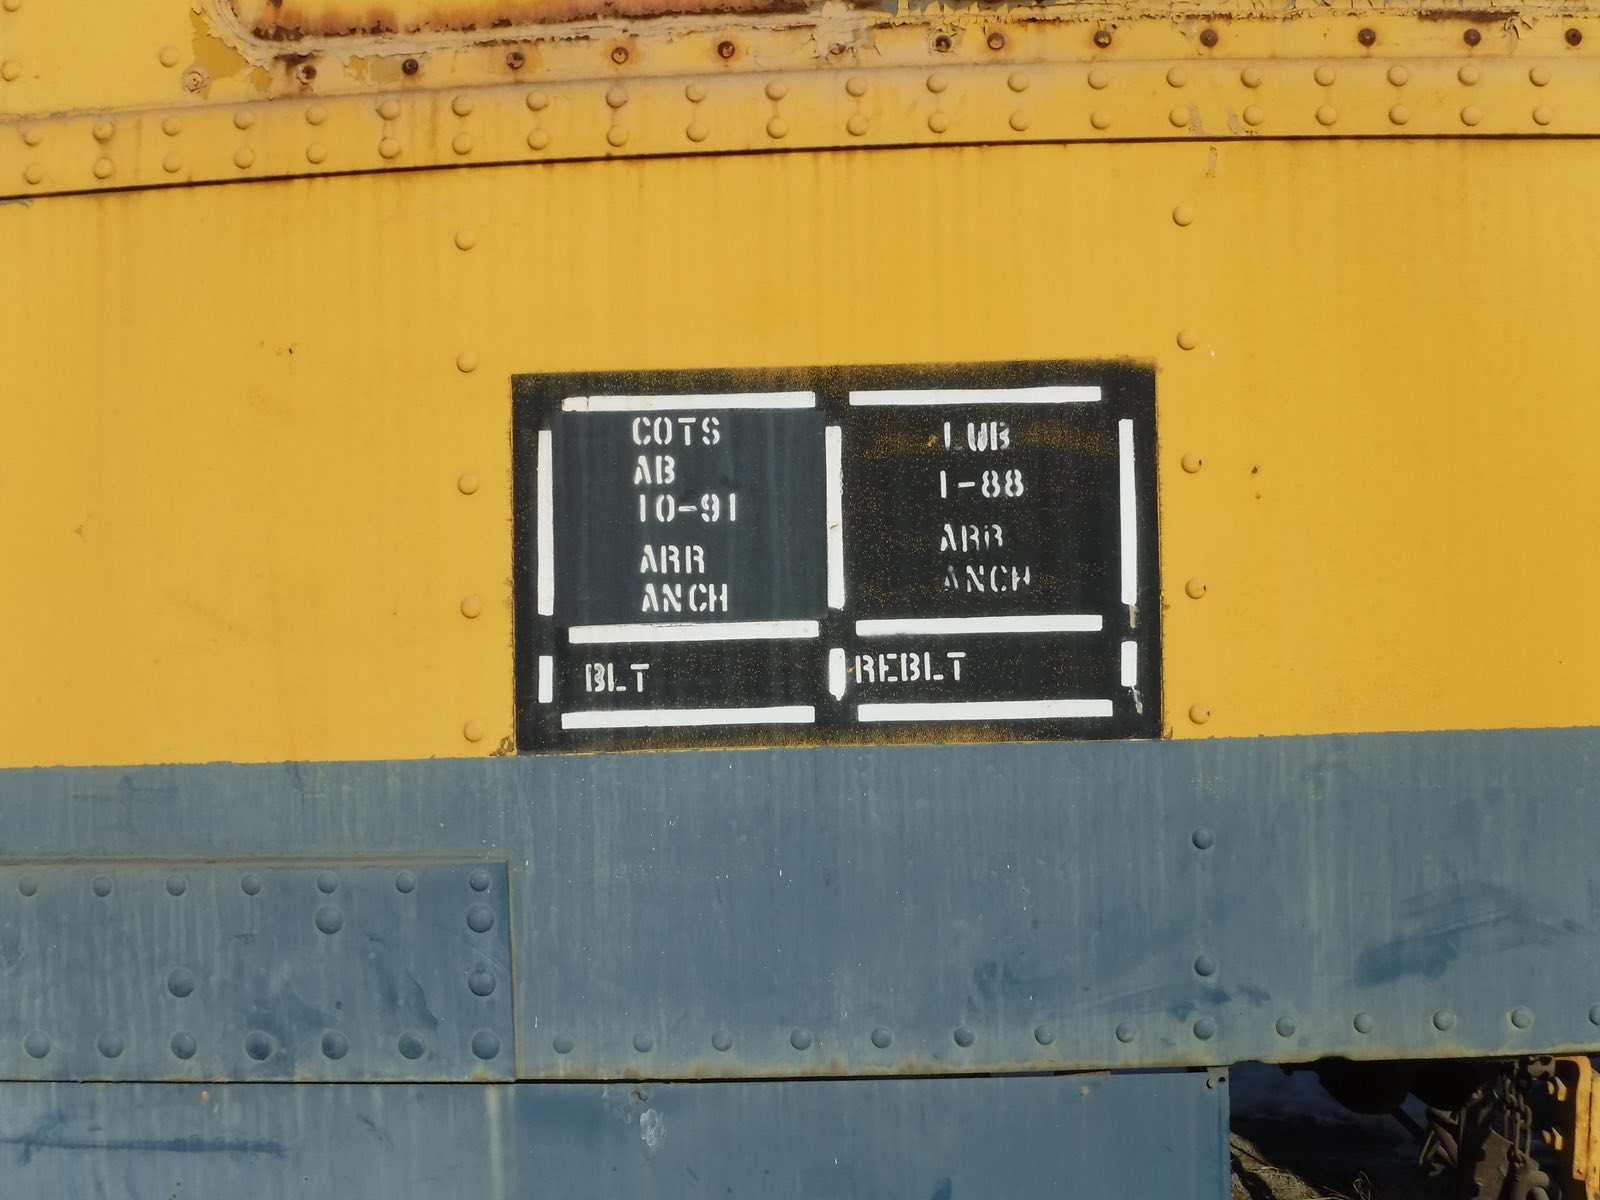 COTS
AB
10-91
ARR
ANCH
LUB
1-88
ARR
ANCH
BLT
REBLT